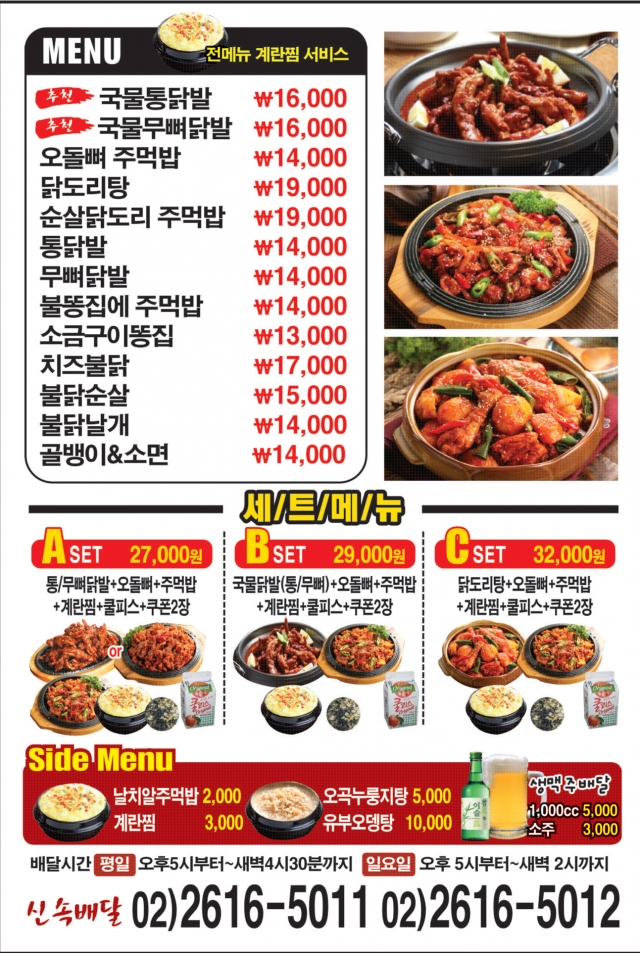 MENU
전메뉴 계란찜 서비스
추천 국물통닭발 ₩16,000
추천 국물무뼈닭발 ₩16,000
오돌뼈 주먹밥 ₩14,000
닭도리탕 ₩19,000
순살닭도리 주먹밥 ₩19,000
통닭발 ₩14,000
무뼈닭발 ₩14,000
불똥집에 주먹밥 ₩14,000
소금구이똥집 ₩13,000
치즈불닭 ₩17,000
불닭순살 ₩15,000
불닭날개 ₩14,000
골뱅이&소면 ₩14,000
세/트/메/뉴
A SET 27,000원
통/무뼈닭발+오돌뼈+주먹밥
+계란찜+쿨피스+쿠폰2장
or
쿨피스
B SET 29,000원
국물닭발(통/무뼈)+오돌뼈+주먹밥
+계란찜+쿨피스+쿠폰2장
쿨피스
C SET 32,000원
닭도리탕+오돌뼈+주먹밥
+계란찜+쿨피스+쿠폰2장
쿨피스
Side Menu
날치알주먹밥 2,000
계란찜 3,000
오곡누룽지탕 5,000
유부오뎅탕 10,000
생맥주배달
1,000cc 5,000
소주 3,000
배달시간 평일 오후5시부터~새벽4시30분까지 일요일 오후 5시부터~새벽 2시까지
신속배달 02)2616-5011 02)2616-5012